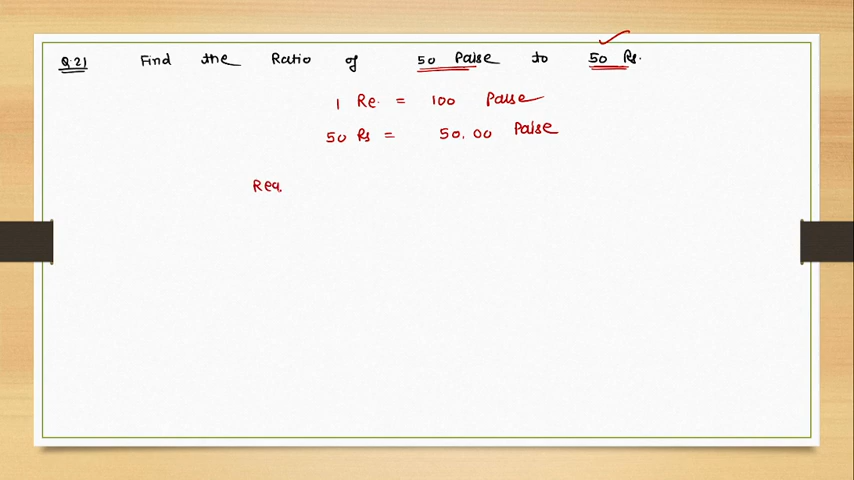 Q.21 Find the Ratio of 50 Paise to 50 Rs.
1 Re. = 100 Paise
50 Rs = 50.00 Paise
Req.